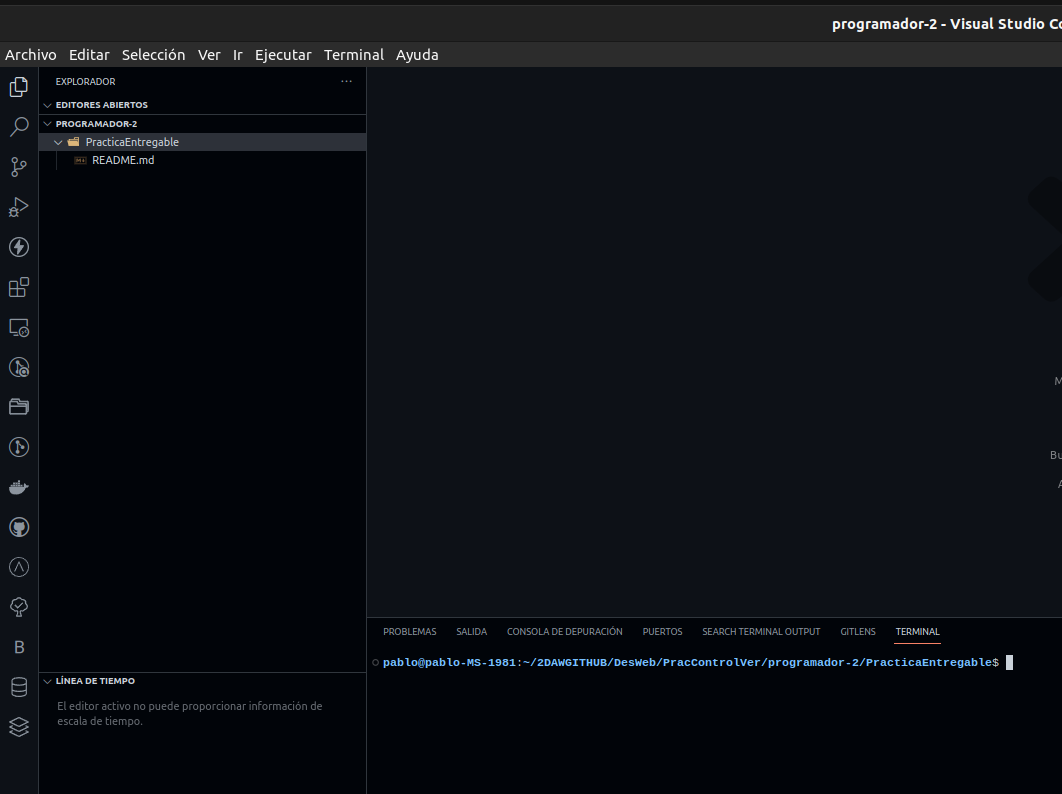 programador-2 - Visual Studio Co
Archivo Editar Selección Ver Ir Ejecutar Terminal Ayuda
EXPLORADOR
EDITORES ABIERTOS
PROGRAMADOR-2
PracticaEntregable
README.md
PROBLEMAS SALIDA CONSOLA DE DEPURACIÓN PUERTOS SEARCH TERMINAL OUTPUT GITLENS TERMINAL
pablo@pablo-MS-1981:~/2DAWGITHUB/DesWeb/PracControlVer/programador-2/PracticaEntregable$
LÍNEA DE TIEMPO
El editor activo no puede proporcionar información de
escala de tiempo.